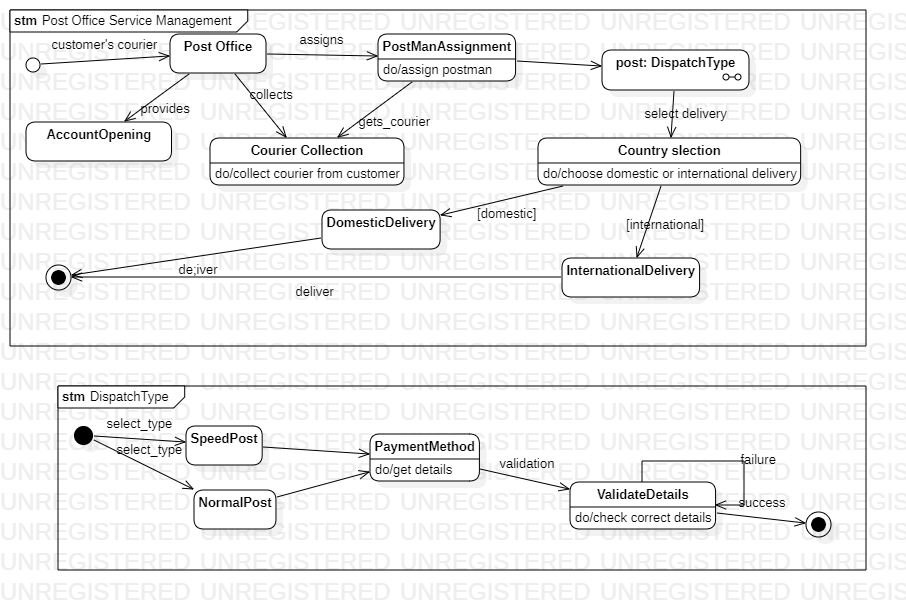 stm Post Office Service Management
customer's courier
Post Office
assigns
PostManAssignment
do/assign postman
post: DispatchType
provides
collects
gets_courier
select delivery
AccountOpening
Courier Collection
do/collect courier from customer
Country slection
do/choose domestic or international delivery
[domestic]
[international]
DomesticDelivery
de;iver
InternationalDelivery
deliver
stm DispatchType
select_type
SpeedPost
select_type
PaymentMethod
do/get details
NormalPost
validation
failure
ValidateDetails
do/check correct details
success
UNREGISTERED